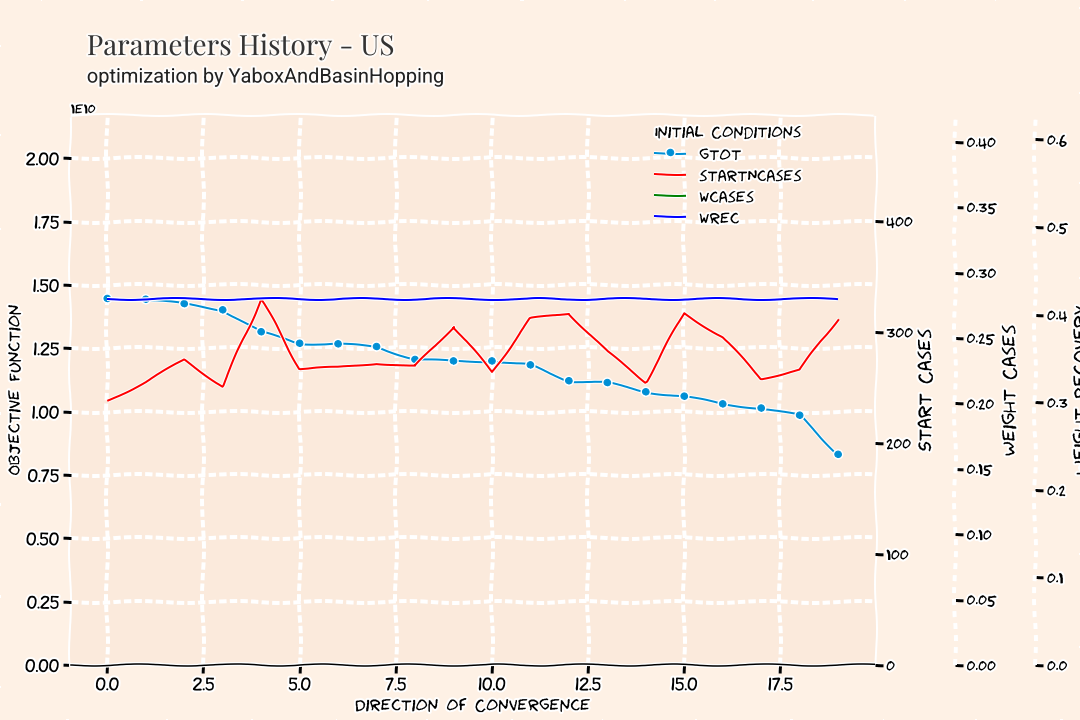 Parameters History - US
optimization by YaboxAndBasinHopping
1E10
INITIAL CONDITIONS
GTOT
STARTNCASES
WCASES
WREC
2.00
1.75
1.50
1.25
1.00
0.75
0.50
0.25
0.00
OBJECTIVE FUNCTION
0.0 2.5 5.0 7.5 10.0 12.5 15.0 17.5
DIRECTION OF CONVERGENCE
400
300
200
100
0
START CASES
0.40
0.35
0.30
0.25
0.20
0.15
0.10
0.05
0.00
WEIGHT CASES
0.6
0.5
0.4
0.3
0.2
0.1
0.0